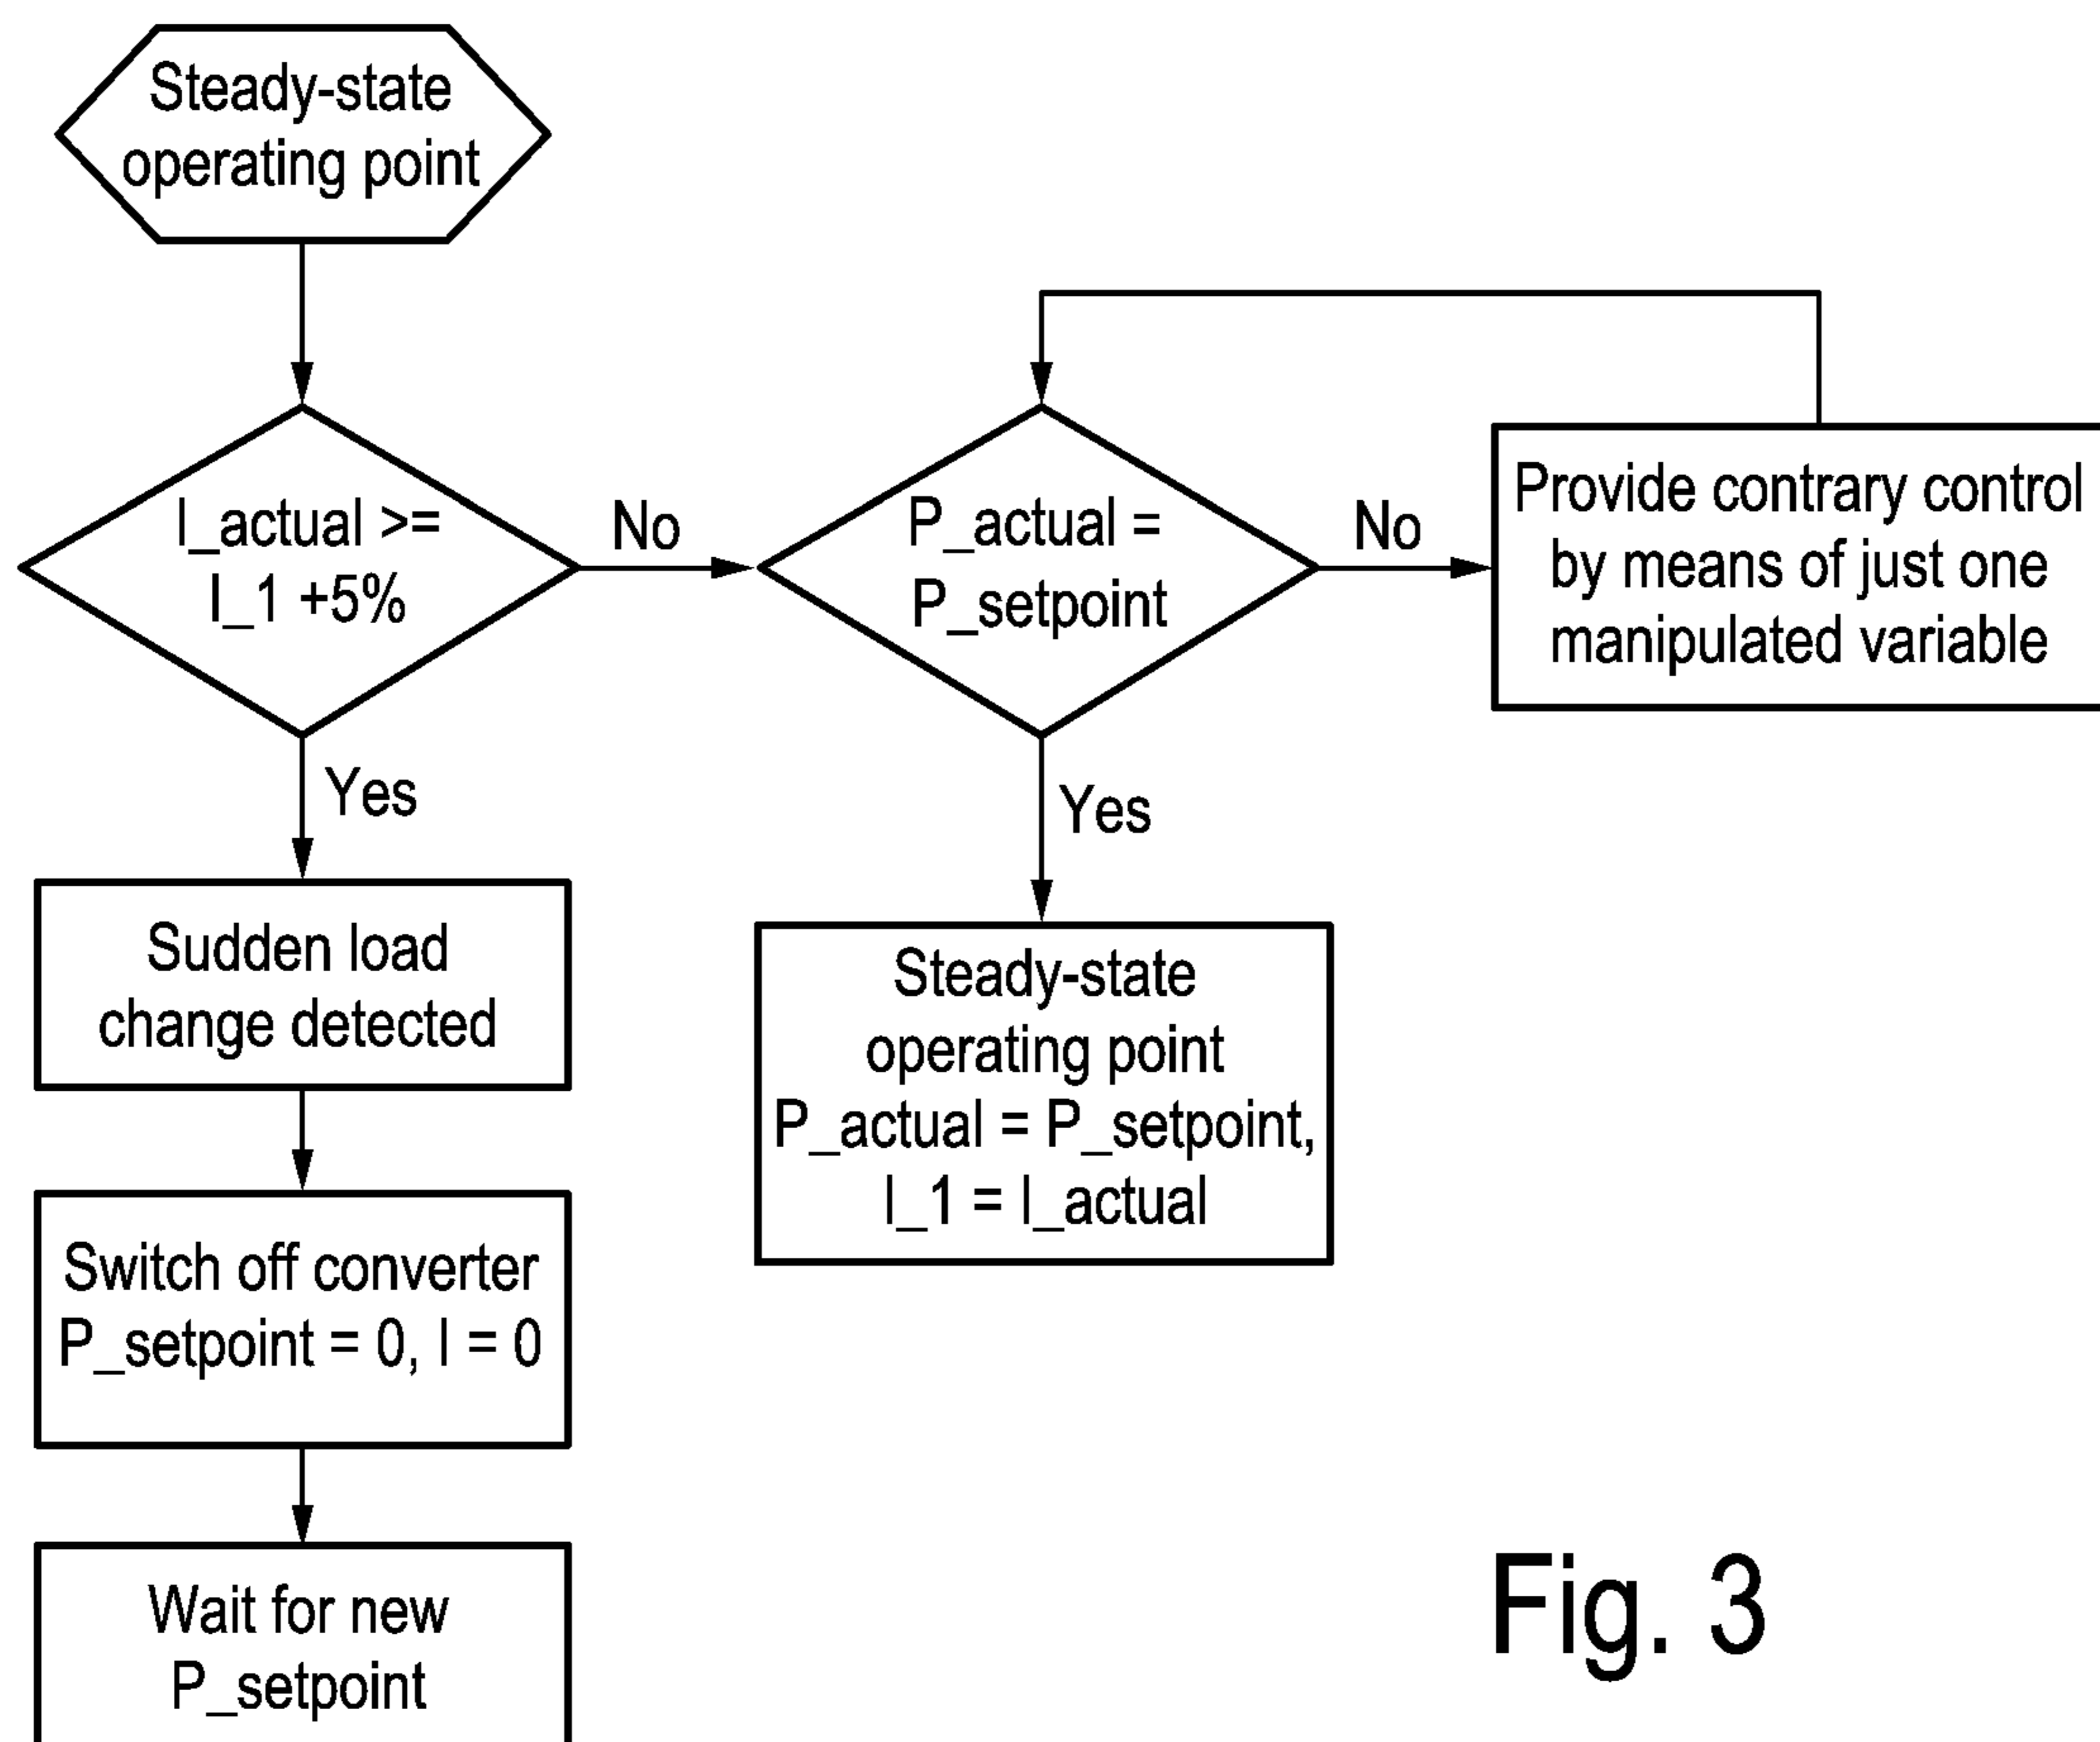 Steady-state
operating point
I_actual >=
I_1 +5%
No
P_actual =
P_setpoint
No
Provide contrary control
by means of just one
manipulated variable
Yes
Sudden load
change detected
Switch off converter
P_setpoint = 0, I = 0
Wait for new
P_setpoint
Yes
Steady-state
operating point
P_actual = P_setpoint,
I_1 = I_actual
Fig. 3